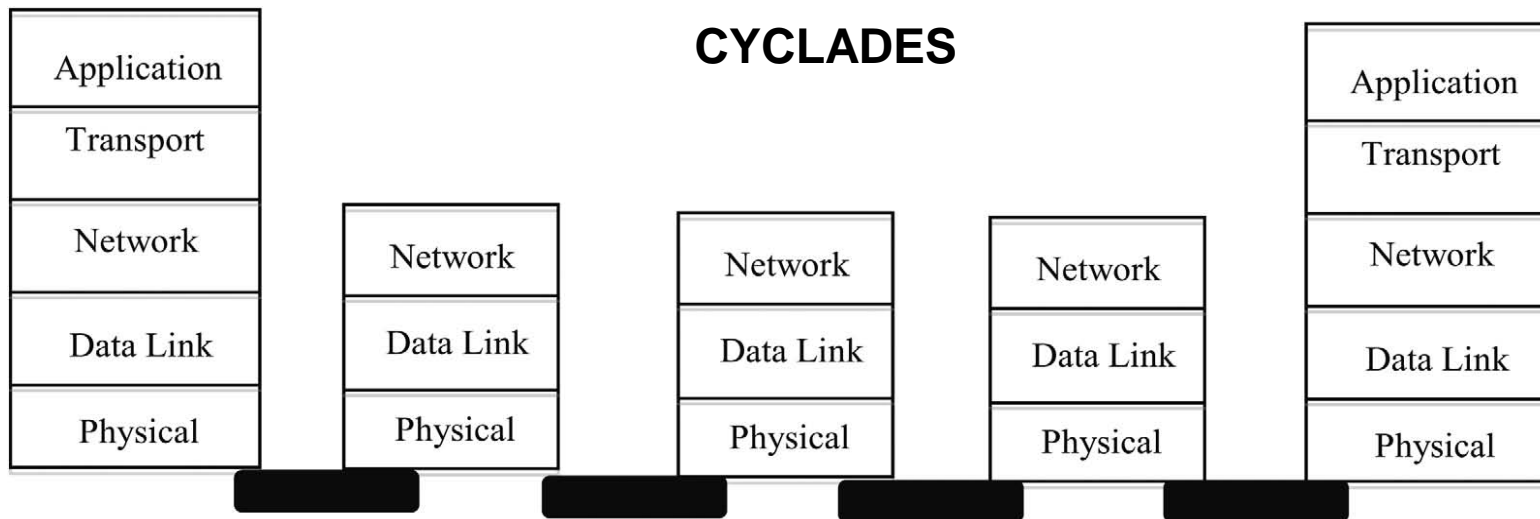 CYCLADES
Application
Transport
Network
Data Link
Physical
Network
Data Link
Physical
Network
Data Link
Physical
Network
Data Link
Physical
Application
Transport
Network
Data Link
Physical